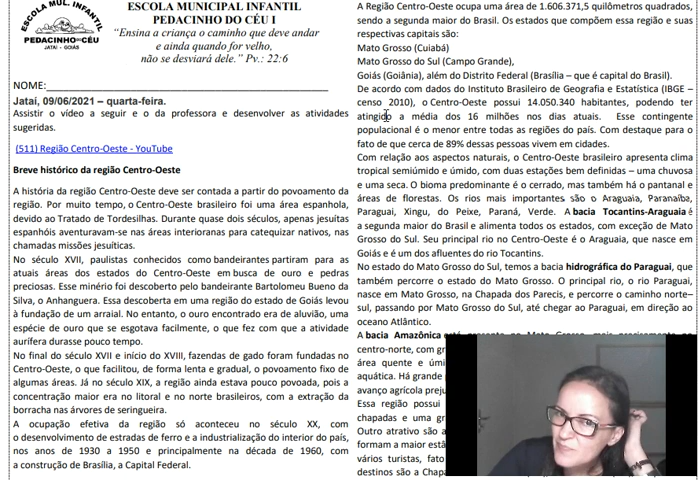 ESCOLA MUL. INFANTIL
PEDACINHO DO CÉU
JATAÍ - GOIÁS
ESCOLA MUNICIPAL INFANTIL
PEDACINHO DO CÉU I
“Ensina a criança o caminho que deve andar
e ainda quando for velho,
não se desviará dele.” Pv.: 22:6
NOME:
Jataí, 09/06/2021 – quarta-feira.
Assistir o vídeo a seguir e o da professora e desenvolver as atividades
sugeridas.
(511) Região Centro-Oeste - YouTube
Breve histórico da região Centro-Oeste
A história da região Centro-Oeste deve ser contada a partir do povoamento da
região. Por muito tempo, o Centro-Oeste brasileiro foi uma área espanhola,
devido ao Tratado de Tordesilhas. Durante quase dois séculos, apenas jesuítas
espanhóis aventuravam-se nas áreas interioranas para catequizar nativos, nas
chamadas missões jesuíticas.
No século XVII, paulistas conhecidos como bandeirantes partiram para as
atuais áreas dos estados do Centro-Oeste em busca de ouro e pedras
preciosas. Esse minério foi descoberto pelo bandeirante Bartolomeu Bueno da
Silva, o Anhanguera. Essa descoberta em uma região do estado de Goiás levou
à fundação de um arraial. No entanto, o ouro encontrado era de aluvião, uma
espécie de ouro que se esgotava facilmente, o que fez com que a atividade
aurífera durasse pouco tempo.
No final do século XVII e início do XVIII, fazendas de gado foram fundadas no
Centro-Oeste, o que facilitou, de forma lenta e gradual, o povoamento fixo de
algumas áreas. Já no século XIX, a região ainda estava pouco povoada, pois a
concentração maior era no litoral e no norte brasileiros, com a extração da
borracha nas árvores de seringueira.
A ocupação efetiva da região só aconteceu no século XX, com
o desenvolvimento de estradas de ferro e a industrialização do interior do país,
nos anos de 1930 a 1950 e principalmente na década de 1960, com
a construção de Brasília, a Capital Federal.
A Região Centro-Oeste ocupa uma área de 1.606.371,5 quilômetros quadrados,
sendo a segunda maior do Brasil. Os estados que compõem essa região e suas
respectivas capitais são:
Mato Grosso (Cuiabá)
Mato Grosso do Sul (Campo Grande),
Goiás (Goiânia), além do Distrito Federal (Brasília – que é capital do Brasil).
De acordo com dados do Instituto Brasileiro de Geografia e Estatística (IBGE –
censo 2010), o Centro-Oeste possui 14.050.340 habitantes, podendo ter
atingido a média dos 16 milhões nos dias atuais. Esse contingente
populacional é o menor entre todas as regiões do país. Com destaque para o
fato de que cerca de 89% dessas pessoas vivem em cidades.
Com relação aos aspectos naturais, o Centro-Oeste brasileiro apresenta clima
tropical semiúmido e úmido, com duas estações bem definidas – uma chuvosa
e uma seca. O bioma predominante é o cerrado, mas também há o pantanal e
áreas de florestas. Os rios mais importantes são o Araguaia, Paranaíba,
Paraguai, Xingu, do Peixe, Paraná, Verde. A bacia Tocantins-Araguaia é
a segunda maior do Brasil e alimenta todos os estados, com exceção de Mato
Grosso do Sul. Seu principal rio no Centro-Oeste é o Araguaia, que nasce em
Goiás e é um dos afluentes do rio Tocantins.
No estado do Mato Grosso do Sul, temos a bacia hidrográfica do Paraguai, que
também percorre o estado do Mato Grosso. O principal rio, o rio Paraguai,
nasce em Mato Grosso, na Chapada dos Parecis, e percorre o caminho norte–
sul, passando por Mato Grosso do Sul, até chegar ao Paraguai, em direção ao
oceano Atlântico.
A bacia Amazônica está presente no Mato Grosso, mais precisamente no
centro-norte, com gr
área quente e úmi
aquática. Há grande
avanço agrícola preju
Essa região possui
chapadas e uma gr
Outro atrativo são a
formam a maior está
vários turistas, fato
destinos são a Chapa